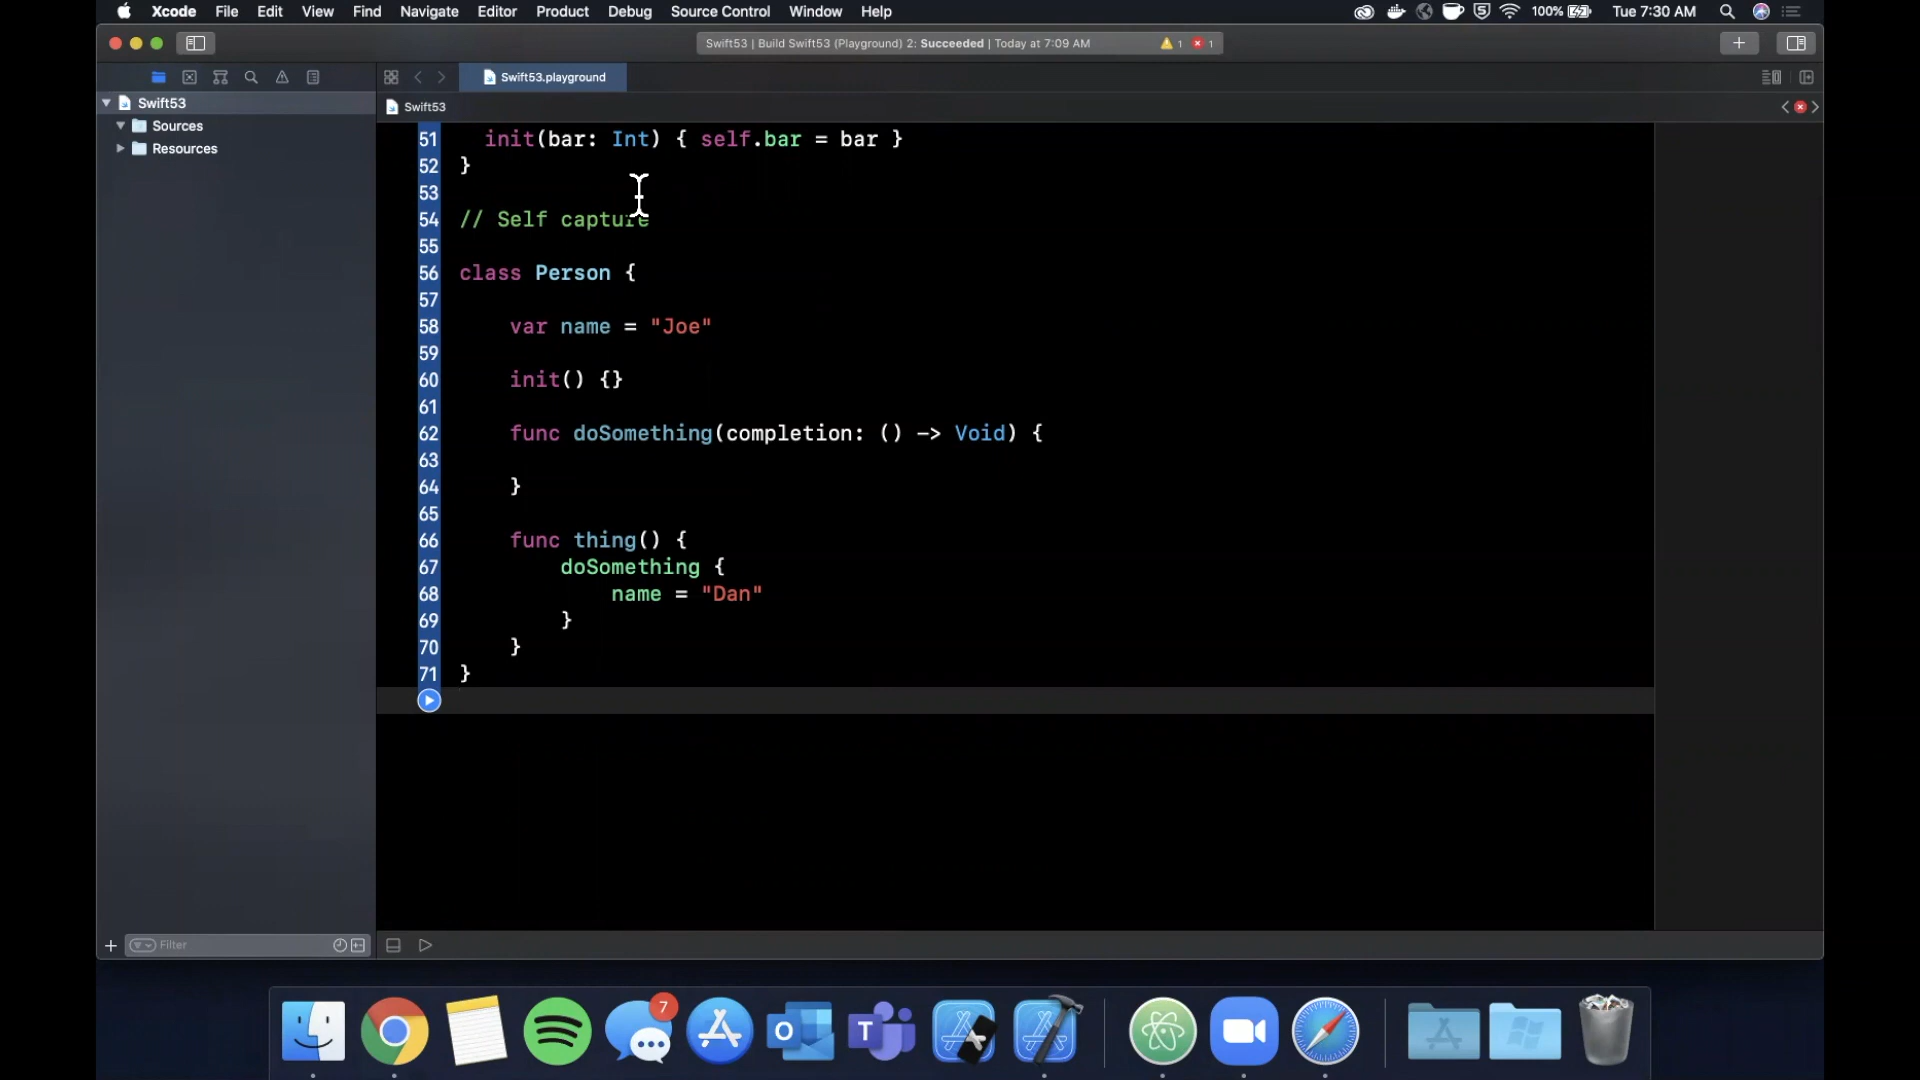 Xcode File Edit View Find Navigate Editor Product Debug Source Control Window Help 100% Tue 7:30 AM
Swift53 | Build Swift53 (Playground) 2: Succeeded | Today at 7:09 AM 1 1
Swift53.playground
Swift53
Sources
Resources
Swift53
51 init(bar: Int) { self.bar = bar }
52 }
53
54 // Self capture
55
56 class Person {
57
58 var name = "Joe"
59
60 init() {}
61
62 func doSomething(completion: () -> Void) {
63
64 }
65
66 func thing() {
67 doSomething {
68 name = "Dan"
69 }
70 }
71 }
Filter
7